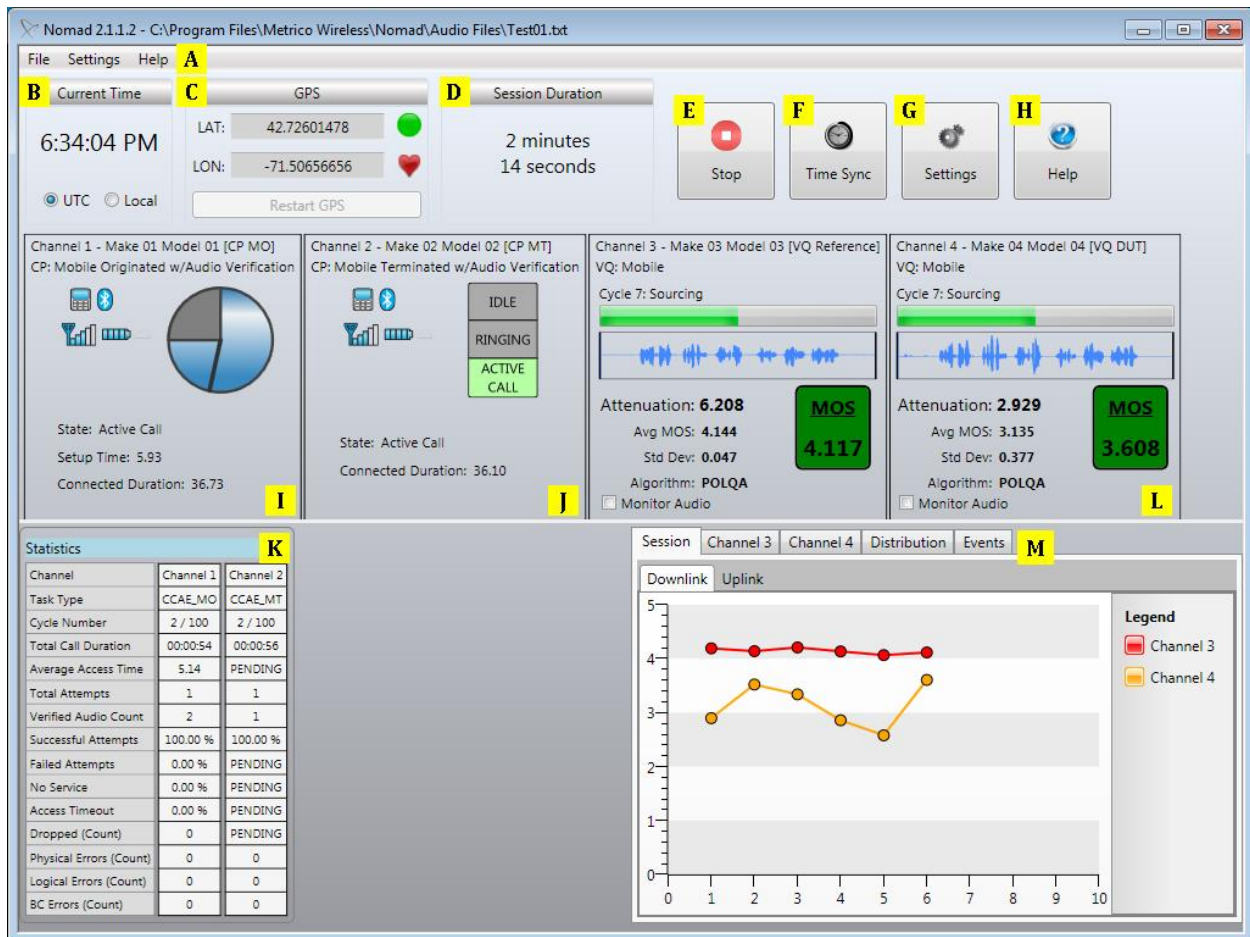 Nomad 2.1.1.2 - C:\Program Files\Metrico Wireless\Nomad\Audio Files\Test01.txt
File Settings Help A
B Current Time
6:34:04 PM
UTC Local
C GPS
LAT: 42.72601478
LON: -71.50656656
Restart GPS
D Session Duration
2 minutes
14 seconds
E
Stop
F
Time Sync
G
Settings
H
Help
Channel 1 - Make 01 Model 01 [CP MO]
CP: Mobile Originated w/Audio Verification
State: Active Call
Setup Time: 5.93
Connected Duration: 36.73
I
Channel 2 - Make 02 Model 02 [CP MT]
CP: Mobile Terminated w/Audio Verification
IDLE
RINGING
ACTIVE
CALL
State: Active Call
Connected Duration: 36.10
J
Channel 3 - Make 03 Model 03 [VQ Reference]
VQ: Mobile
Cycle 7: Sourcing
Attenuation: 6.208
Avg MOS: 4.144
Std Dev: 0.047
Algorithm: POLQA
Monitor Audio
MOS
4.117
Channel 4 - Make 04 Model 04 [VQ DUT]
VQ: Mobile
Cycle 7: Sourcing
Attenuation: 2.929
Avg MOS: 3.135
Std Dev: 0.377
Algorithm: POLQA
Monitor Audio
MOS
3.608
L
Statistics K
Channel Channel 1 Channel 2
Task Type CCAE_MO CCAE_MT
Cycle Number 2 / 100 2 / 100
Total Call Duration 00:00:54 00:00:56
Average Access Time 5.14 PENDING
Total Attempts 1 1
Verified Audio Count 2 1
Successful Attempts 100.00 % 100.00 %
Failed Attempts 0.00 % PENDING
No Service 0.00 % PENDING
Access Timeout 0.00 % PENDING
Dropped (Count) 0 PENDING
Physical Errors (Count) 0 0
Logical Errors (Count) 0 0
BC Errors (Count) 0 0
Session Channel 3 Channel 4 Distribution Events M
Downlink Uplink
5
4
3
2
1
0
0 1 2 3 4 5 6 7 8 9 10
Legend
Channel 3
Channel 4